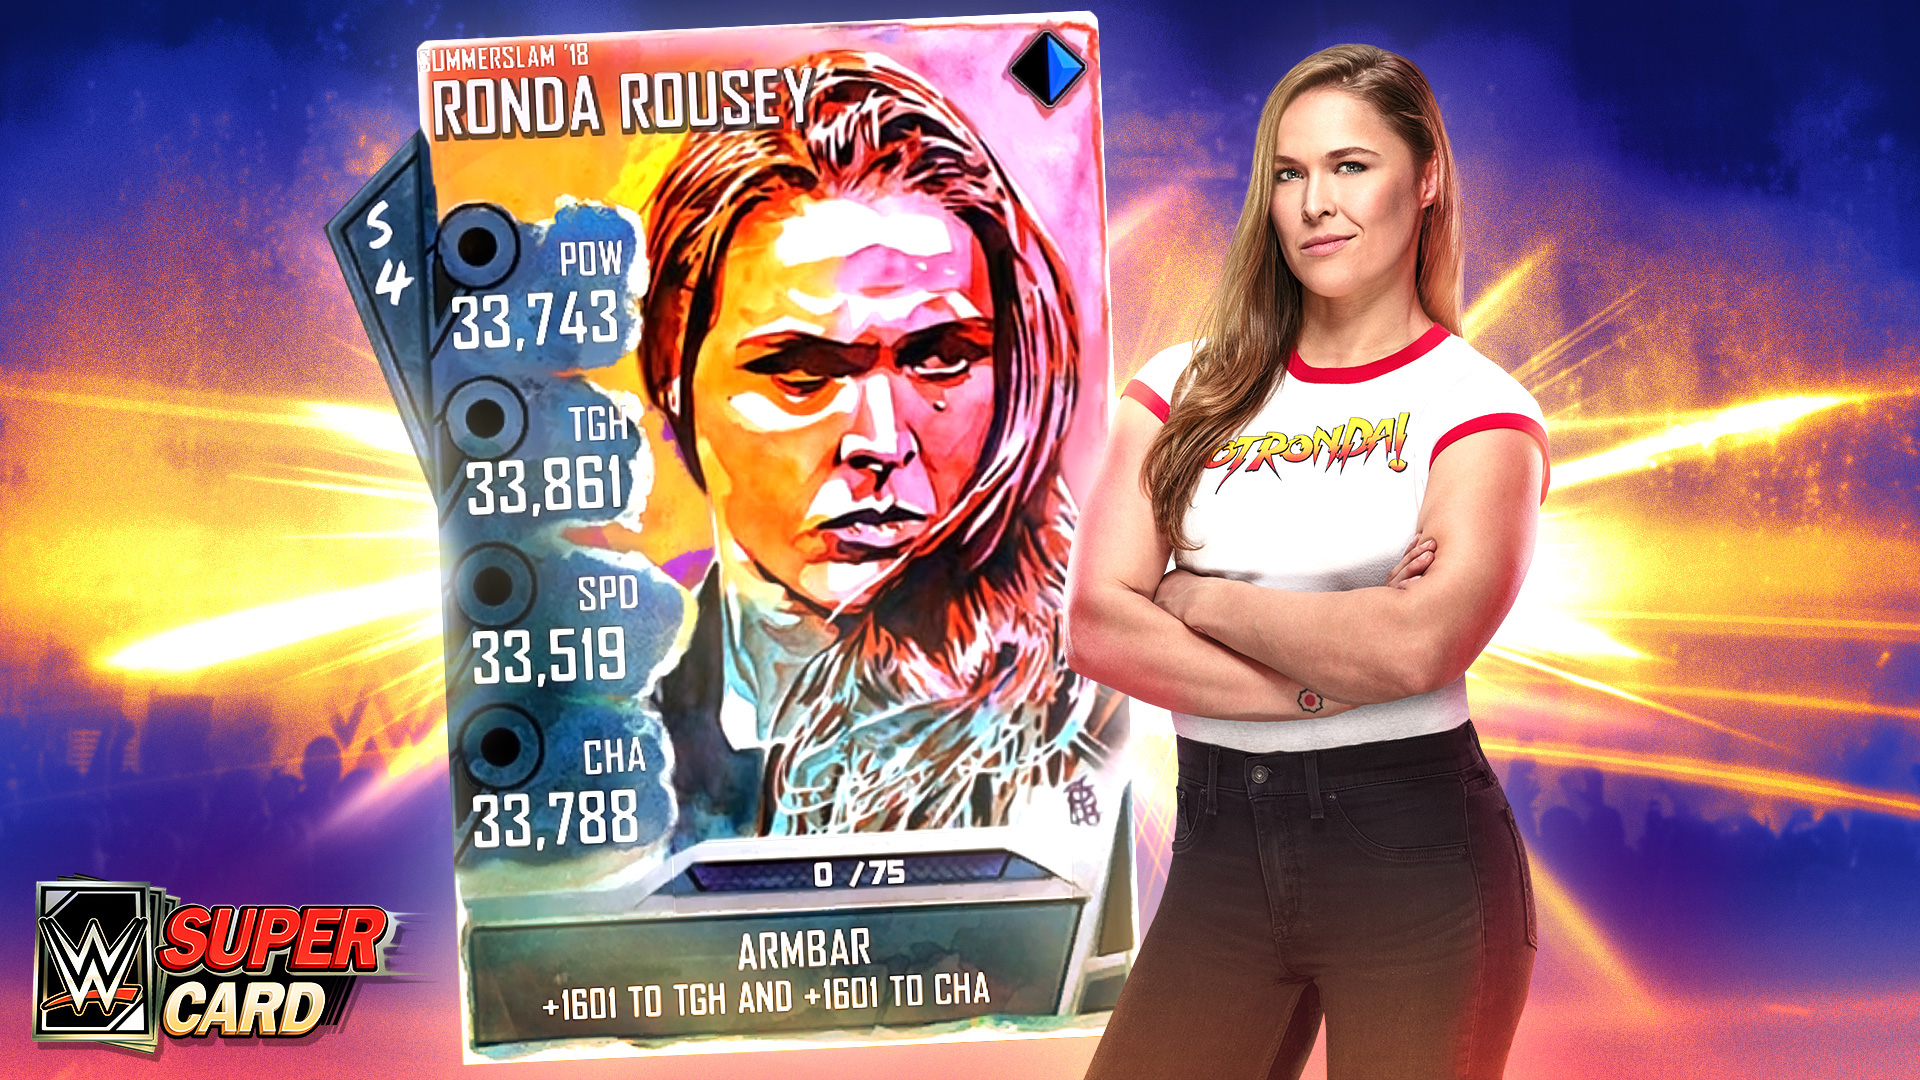 SUMMERSLAM '18
RONDA ROUSEY
S
4
POW
33,743
TGH
33,861
SPD
33,519
CHA
33,788
0 /75
ARMBAR
+1601 TO TGH AND +1601 TO CHA
OTRONDA!
W
SUPER
CARD